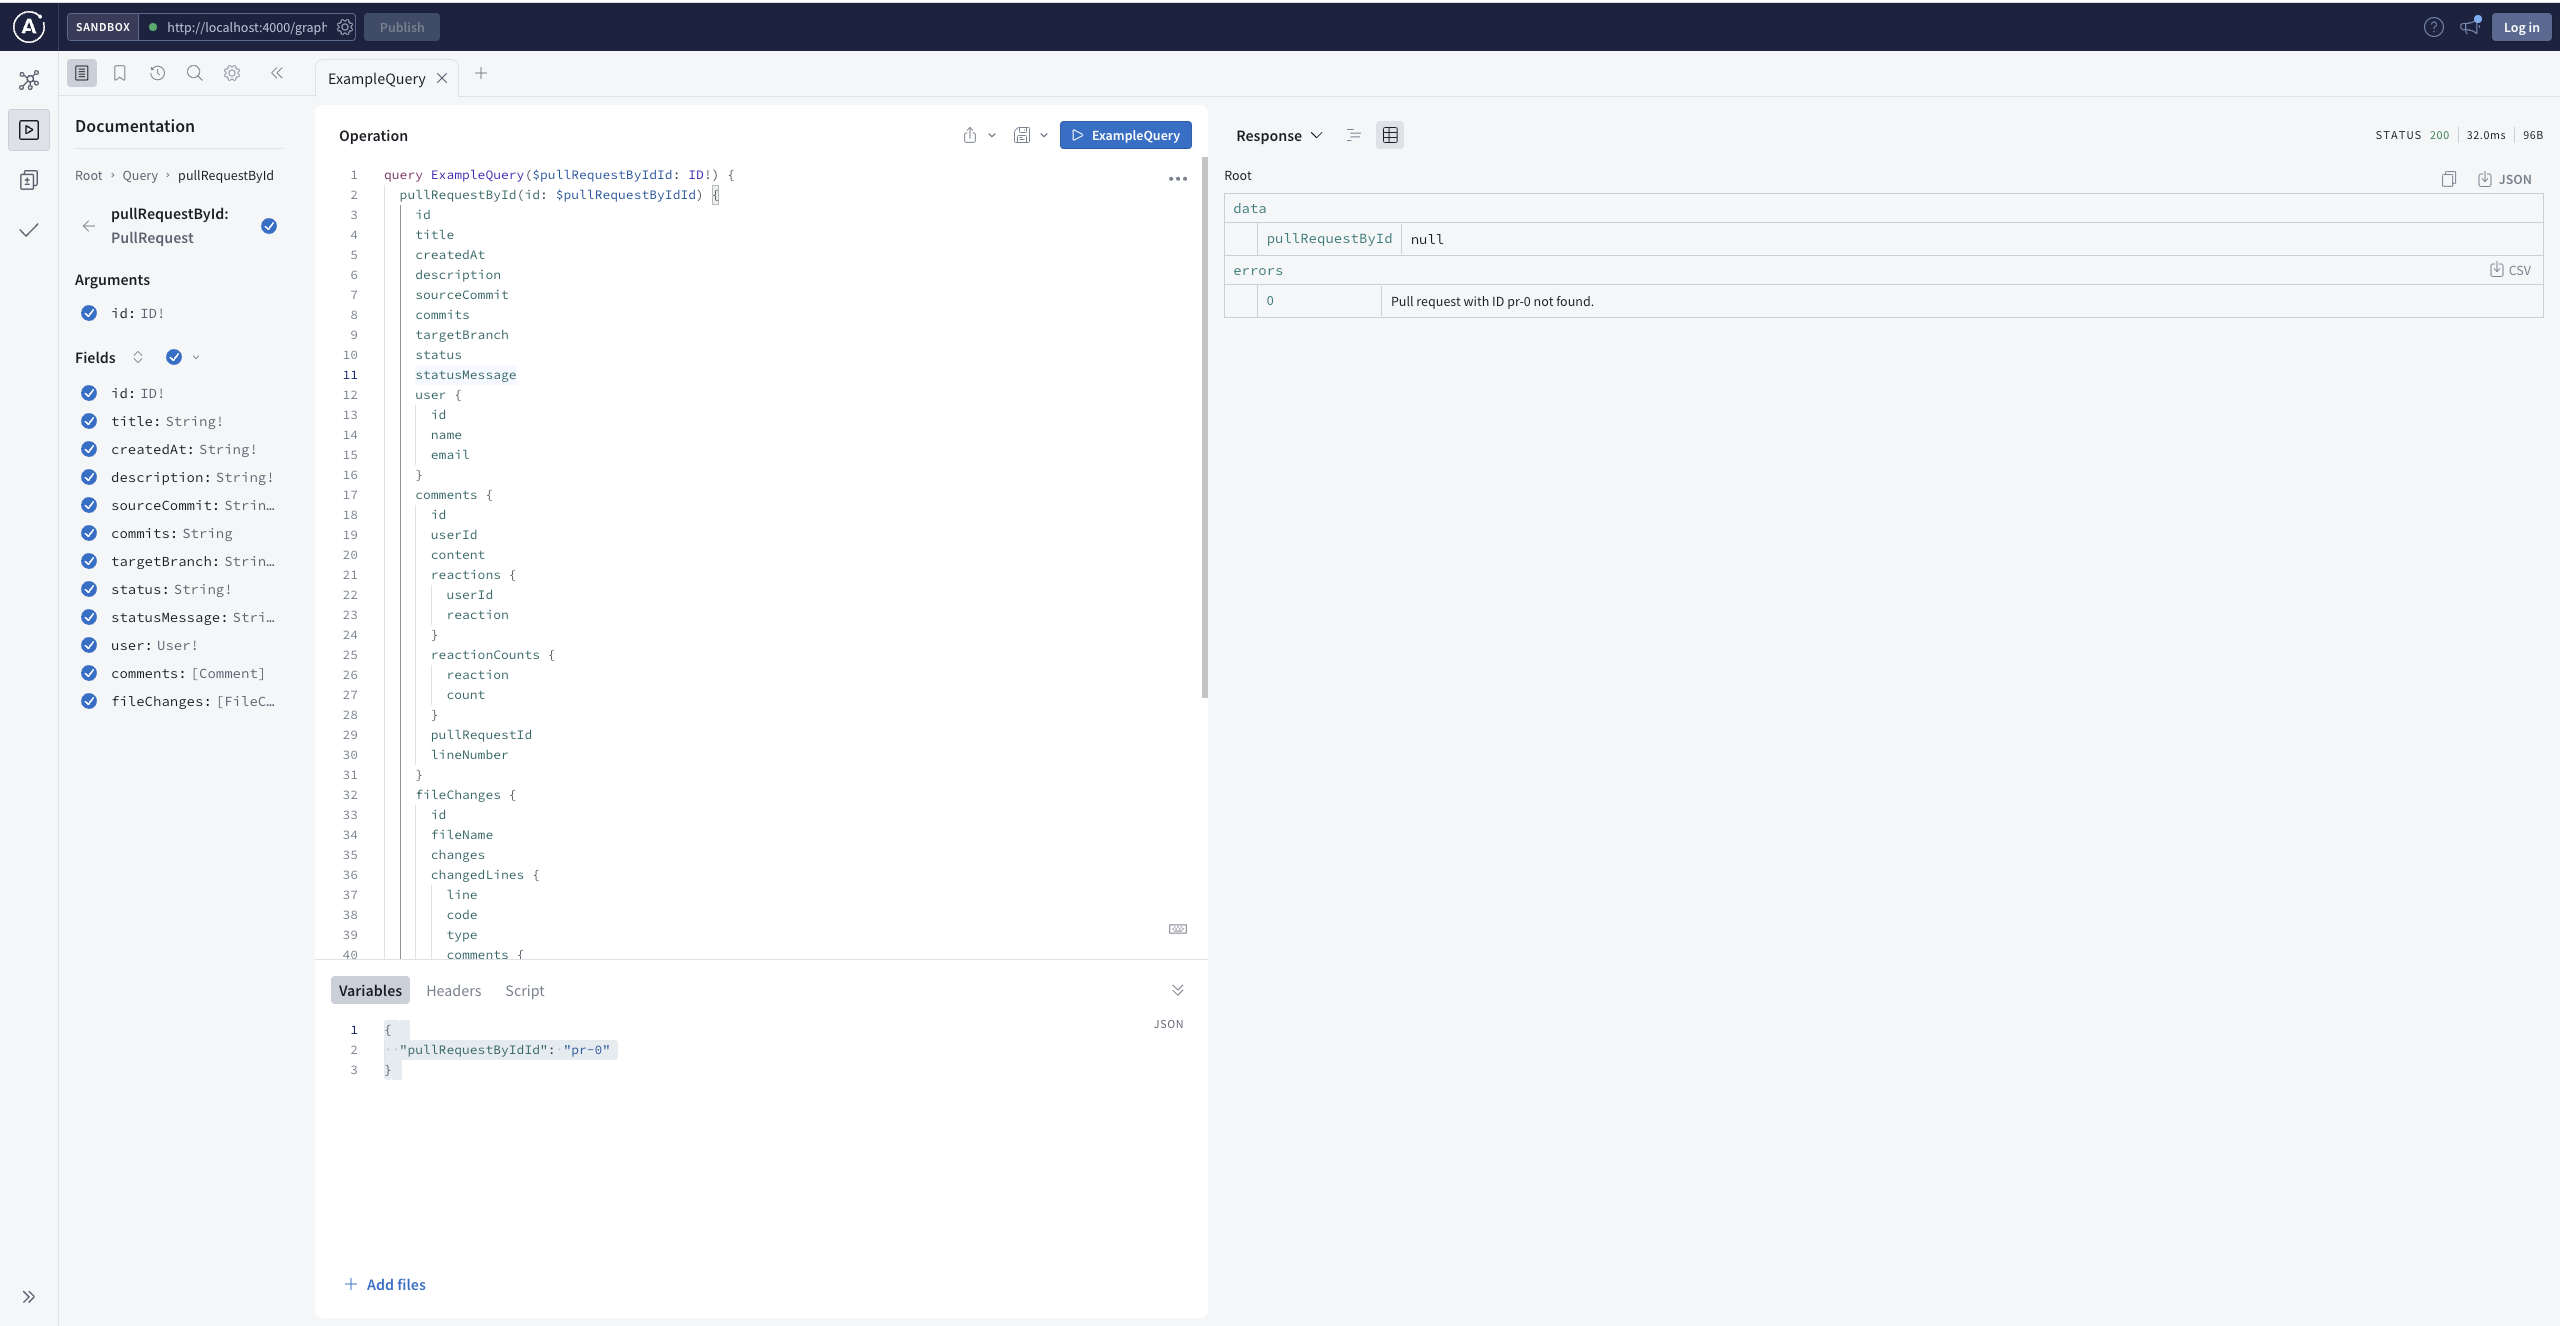 SANDBOX http://localhost:4000/graph Publish Log in
ExampleQuery
Documentation
Root › Query › pullRequestById
pullRequestById:
PullRequest
Arguments
id: ID!
Fields
id: ID!
title: String!
createdAt: String!
description: String!
sourceCommit: Strin…
commits: String
targetBranch: Strin…
status: String!
statusMessage: Stri…
user: User!
comments: [Comment]
fileChanges: [FileC…
Operation ExampleQuery
1 query ExampleQuery($pullRequestByIdId: ID!) {
2 pullRequestById(id: $pullRequestByIdId) {
3 id
4 title
5 createdAt
6 description
7 sourceCommit
8 commits
9 targetBranch
10 status
11 statusMessage
12 user {
13 id
14 name
15 email
16 }
17 comments {
18 id
19 userId
20 content
21 reactions {
22 userId
23 reaction
24 }
25 reactionCounts {
26 reaction
27 count
28 }
29 pullRequestId
30 lineNumber
31 }
32 fileChanges {
33 id
34 fileName
35 changes
36 changedLines {
37 line
38 code
39 type
40 comments {
Variables Headers Script
JSON
1 {
2 "pullRequestByIdId": "pr-0"
3 }
Add files
Response STATUS 200 32.0ms 96B
Root JSON
data
pullRequestById null
errors CSV
0 Pull request with ID pr-0 not found.